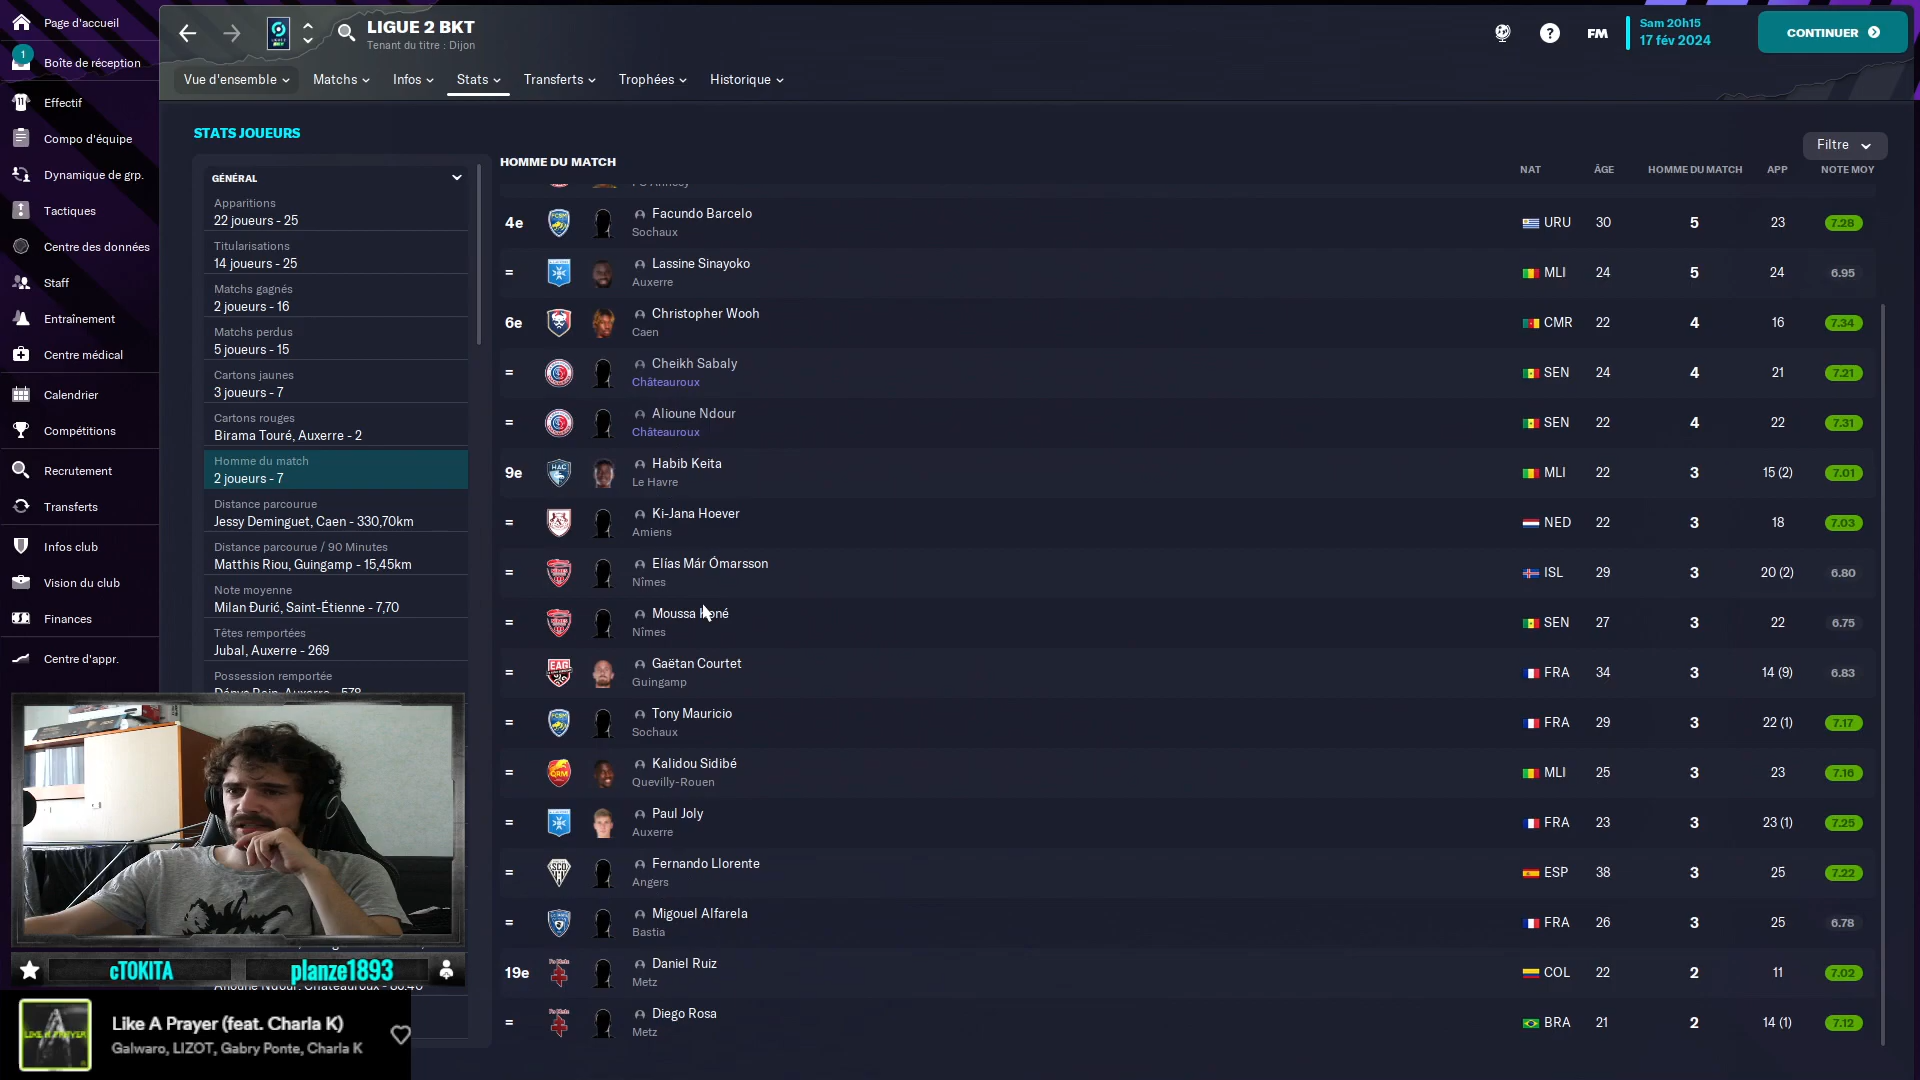 Page d'accueil
1
Boîte de réception
Effectif
Compo d'équipe
Dynamique de grp.
Tactiques
Centre des données
Staff
Entraînement
Centre médical
Calendrier
Compétitions
Recrutement
Transferts
Infos club
Vision du club
Finances
Centre d'appr.
LIGUE 2 BKT
Tenant du titre : Dijon
FM
Sam 20h15
17 fév 2024
CONTINUER
Vue d'ensemble Matchs Infos Stats Transferts Trophées Historique
STATS JOUEURS
Filtre
GÉNÉRAL
Apparitions
22 joueurs - 25
Titularisations
14 joueurs - 25
Matchs gagnés
2 joueurs - 16
Matchs perdus
5 joueurs - 15
Cartons jaunes
3 joueurs - 7
Cartons rouges
Birama Touré, Auxerre - 2
Homme du match
2 joueurs - 7
Distance parcourue
Jessy Deminguet, Caen - 330,70km
Distance parcourue / 90 Minutes
Matthis Riou, Guingamp - 15,45km
Note moyenne
Milan Đurić, Saint-Étienne - 7,70
Têtes remportées
Jubal, Auxerre - 269
Possession remportée
HOMME DU MATCH NAT ÂGE HOMME DU MATCH APP NOTE MOY
4e Facundo Barcelo URU 30 5 23 7.28
Sochaux
= Lassine Sinayoko MLI 24 5 24 6.95
Auxerre
6e Christopher Wooh CMR 22 4 16 7.34
Caen
= Cheikh Sabaly SEN 24 4 21 7.21
Châteauroux
= Alioune Ndour SEN 22 4 22 7.31
Châteauroux
9e Habib Keita MLI 22 3 15 (2) 7.01
Le Havre
= Ki-Jana Hoever NED 22 3 18 7.03
Amiens
= Elías Már Ómarsson ISL 29 3 20 (2) 6.80
Nîmes
= Moussa Koné SEN 27 3 22 6.75
Nîmes
= Gaëtan Courtet FRA 34 3 14 (9) 6.83
Guingamp
= Tony Mauricio FRA 29 3 22 (1) 7.17
Sochaux
= Kalidou Sidibé MLI 25 3 23 7.16
Quevilly-Rouen
= Paul Joly FRA 23 3 23 (1) 7.25
Auxerre
= Fernando Llorente ESP 38 3 25 7.22
Angers
= Migouel Alfarela FRA 26 3 25 6.78
Bastia
19e Daniel Ruiz COL 22 2 11 7.02
Metz
= Diego Rosa BRA 21 2 14 (1) 7.12
Metz
cTOKITA planze1893
Like A Prayer (feat. Charla K)
Galwaro, LIZOT, Gabry Ponte, Charla K